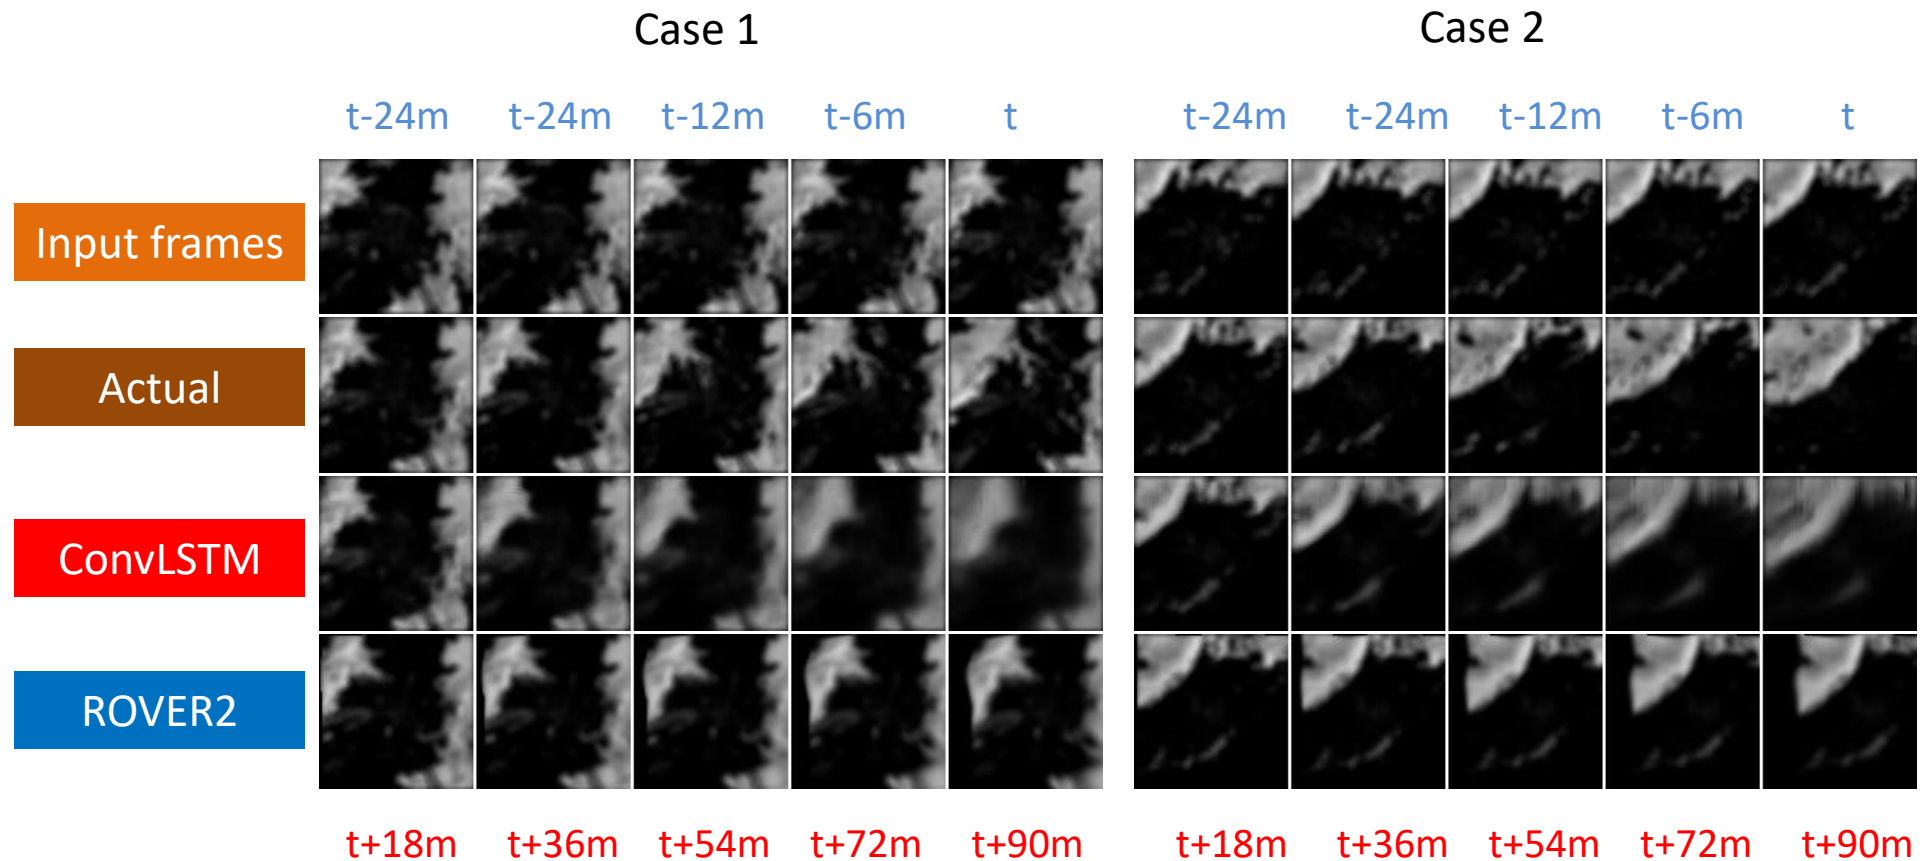 Case 1 Case 2
t-24m t-24m t-12m t-6m t t-24m t-24m t-12m t-6m t
Input frames
Actual
ConvLSTM
ROVER2
t+18m t+36m t+54m t+72m t+90m t+18m t+36m t+54m t+72m t+90m